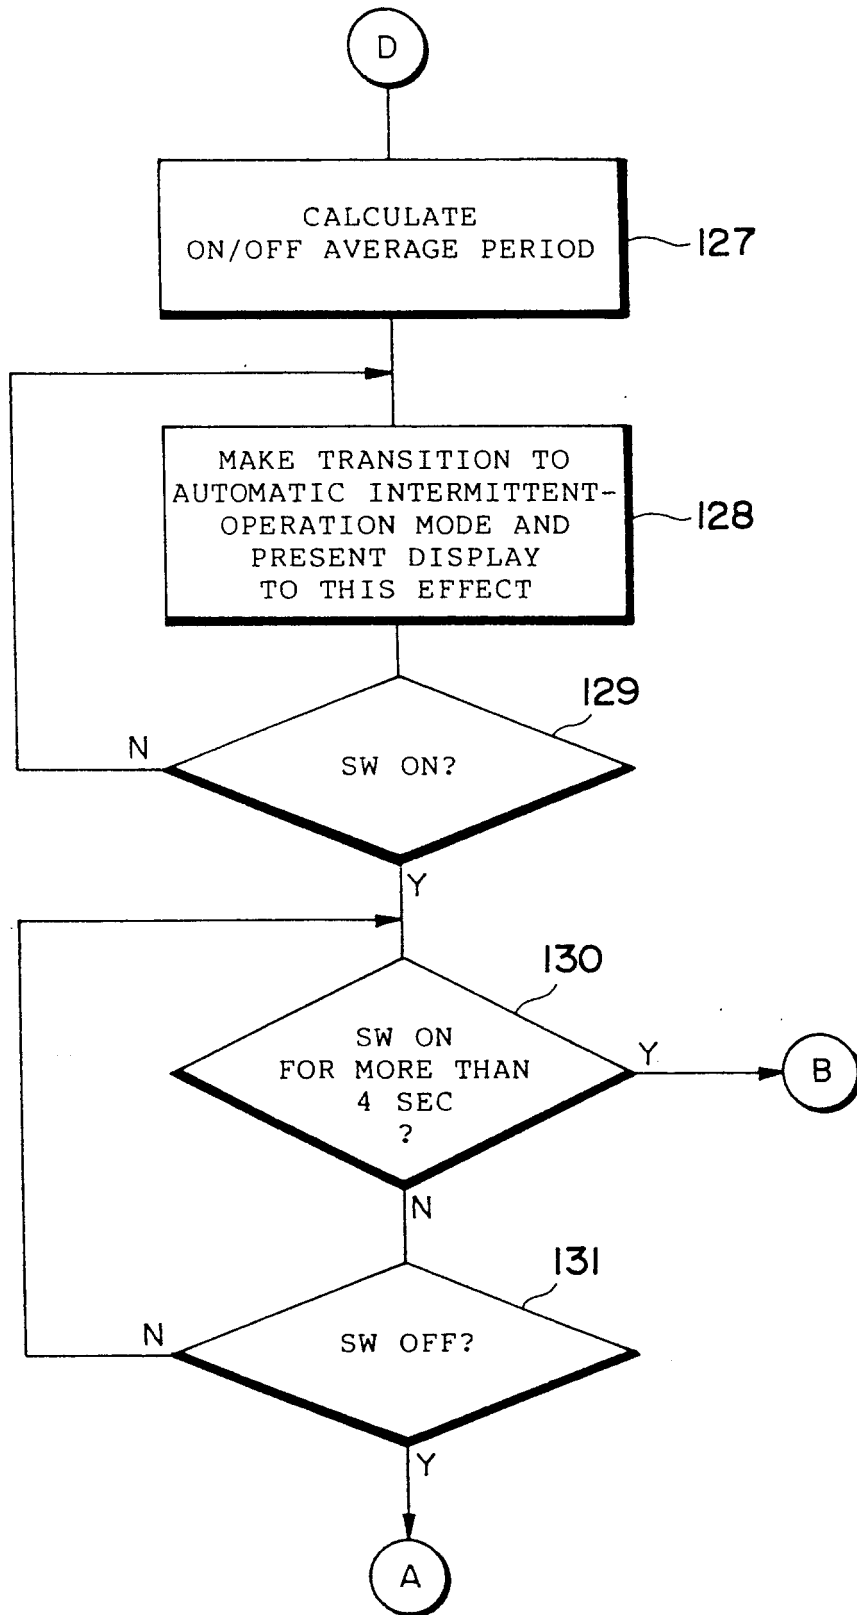 D
CALCULATE
ON/OFF AVERAGE PERIOD
127
MAKE TRANSITION TO
AUTOMATIC INTERMITTENT-
OPERATION MODE AND
PRESENT DISPLAY
TO THIS EFFECT
128
129
N
SW ON?
Y
130
SW ON
FOR MORE THAN
4 SEC
?
Y
B
N
131
N
SW OFF?
Y
A